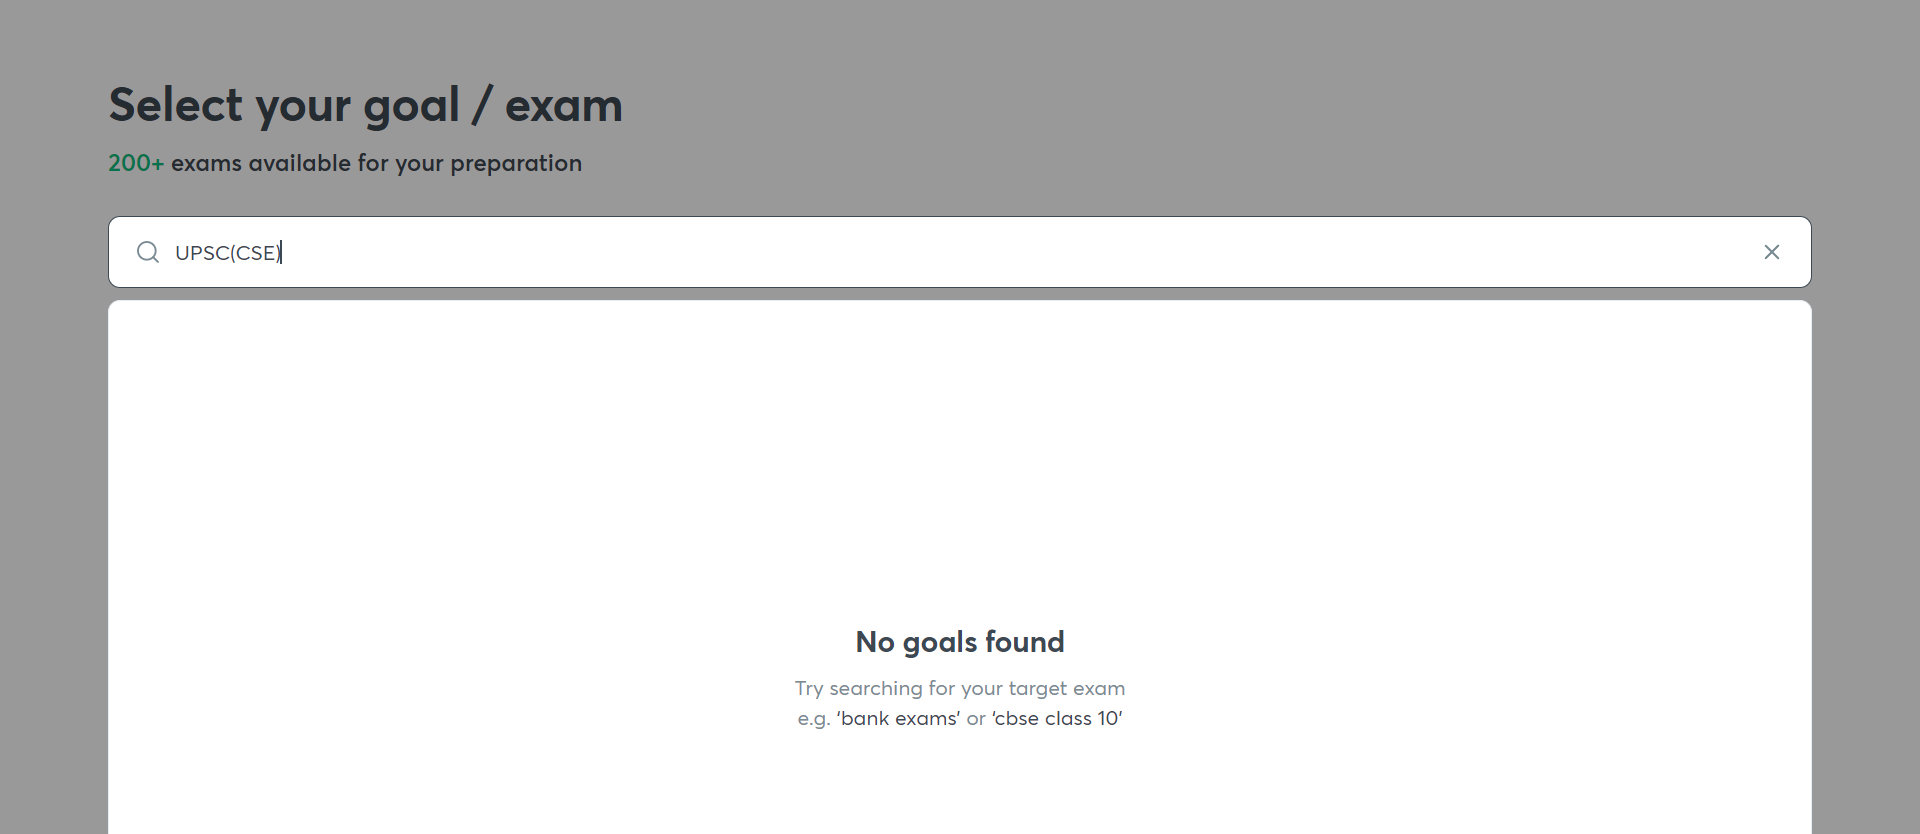 Select your goal / exam
200+ exams available for your preparation
UPSC(CSE)
No goals found
Try searching for your target exam
e.g. ‘bank exams’ or ‘cbse class 10’